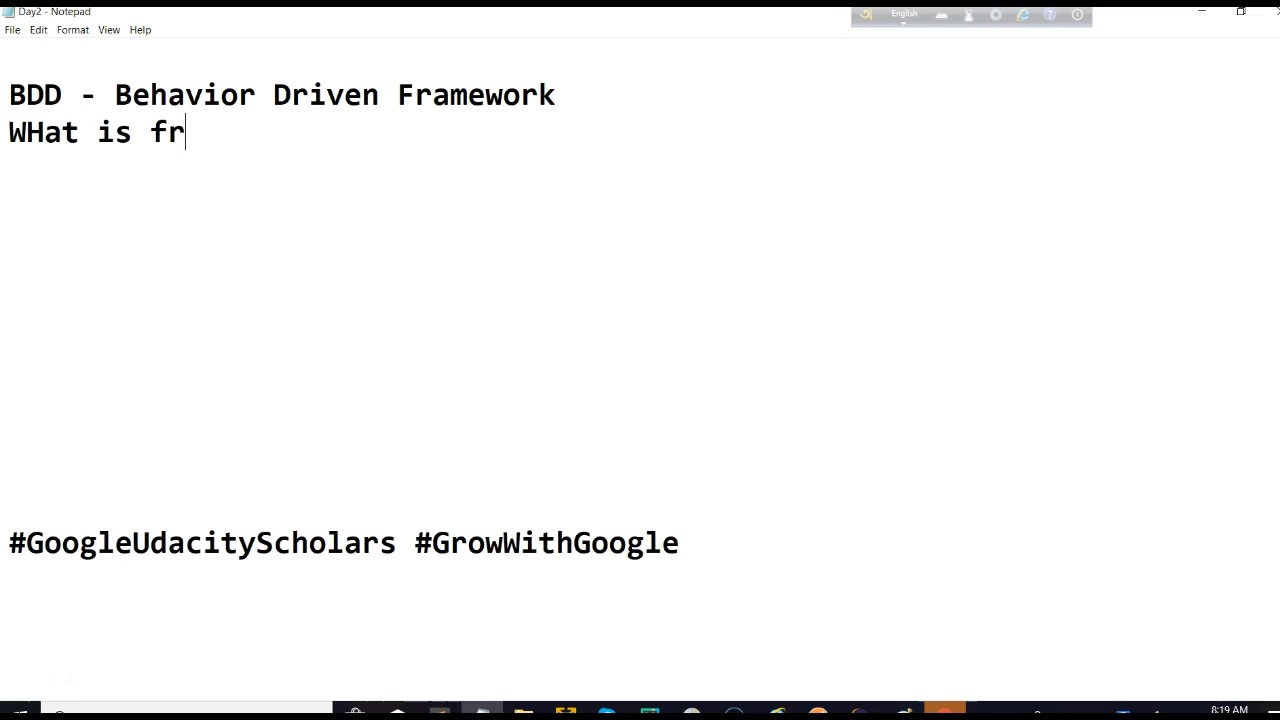 Day2 - Notepad
English
File Edit Format View Help
BDD - Behavior Driven Framework
WHat is fr
#GoogleUdacityScholars #GrowWithGoogle
8:19 AM